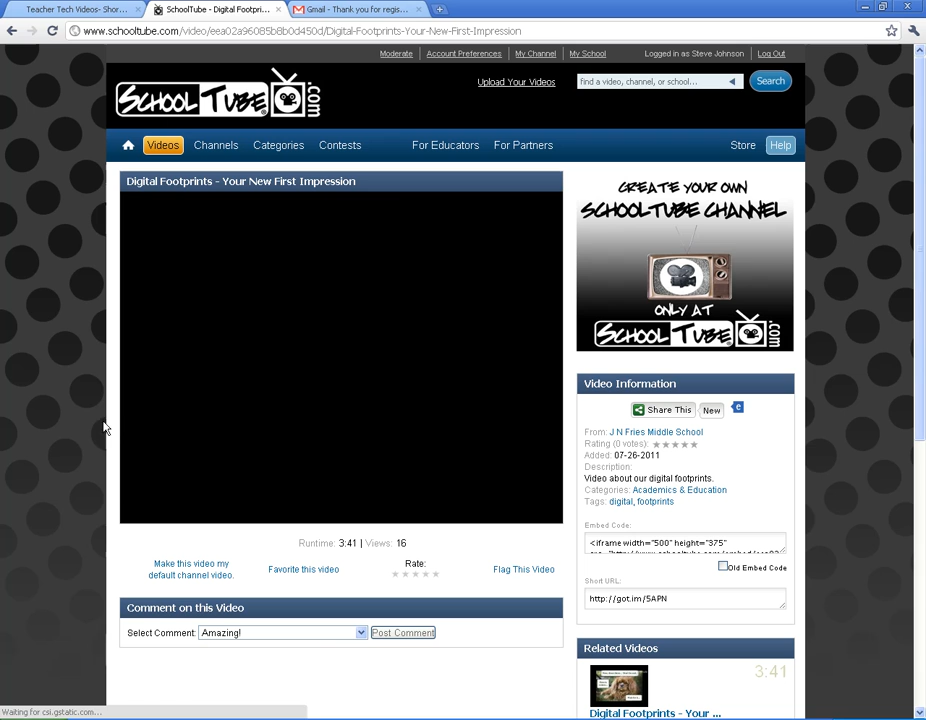 Teacher Tech Videos- Shor...
SchoolTube - Digital Footpri...
Gmail - Thank you for regis...
www.schooltube.com/video/eea02a96085b8b0d450d/Digital-Footprints-Your-New-First-Impression
Moderate
Account Preferences
My Channel
My School
Logged in as Steve Johnson
Log Out
SCHOOLTUBE.com
Upload Your Videos
find a video, channel, or school...
Search
Videos
Channels
Categories
Contests
For Educators
For Partners
Store
Help
Digital Footprints - Your New First Impression
CREATE YOUR OWN
SCHOOLTUBE CHANNEL
ONLY AT
SCHOOLTUBE.com
Video Information
Share This
New
e
From: J N Fries Middle School
Rating (0 votes):
Added: 07-26-2011
Description:
Video about our digital footprints.
Categories: Academics & Education
Tags: digital, footprints
Embed Code:
<iframe width="500" height="375"
Old Embed Code
Short URL:
http://got.im/5APN
Runtime: 3:41 | Views: 16
Make this video my
default channel video.
Favorite this video
Rate:
Flag This Video
Comment on this Video
Select Comment: Amazing!
Post Comment
Related Videos
3:41
Digital Footprints - Your ...
Waiting for csi.gstatic.com...